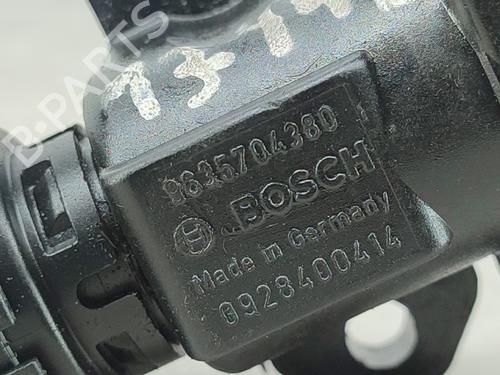 B-PARTS
9635704380
BOSCH
Made in Germany
0928400414